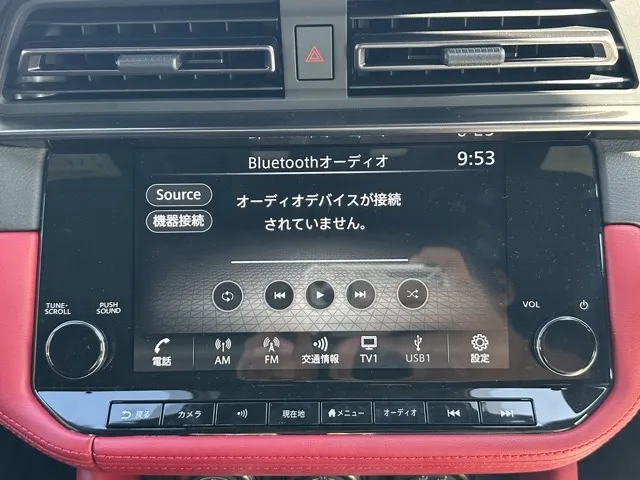 Bluetoothオーディオ
9:53
Source
オーディオデバイスが接続
機器接続
されていません。
TUNE・
SCROLL
PUSH
SOUND
VOL
電話
AM
FM
交通情報
TV1
USB1
設定
戻る
カメラ
現在地
メニュー
オーディオ